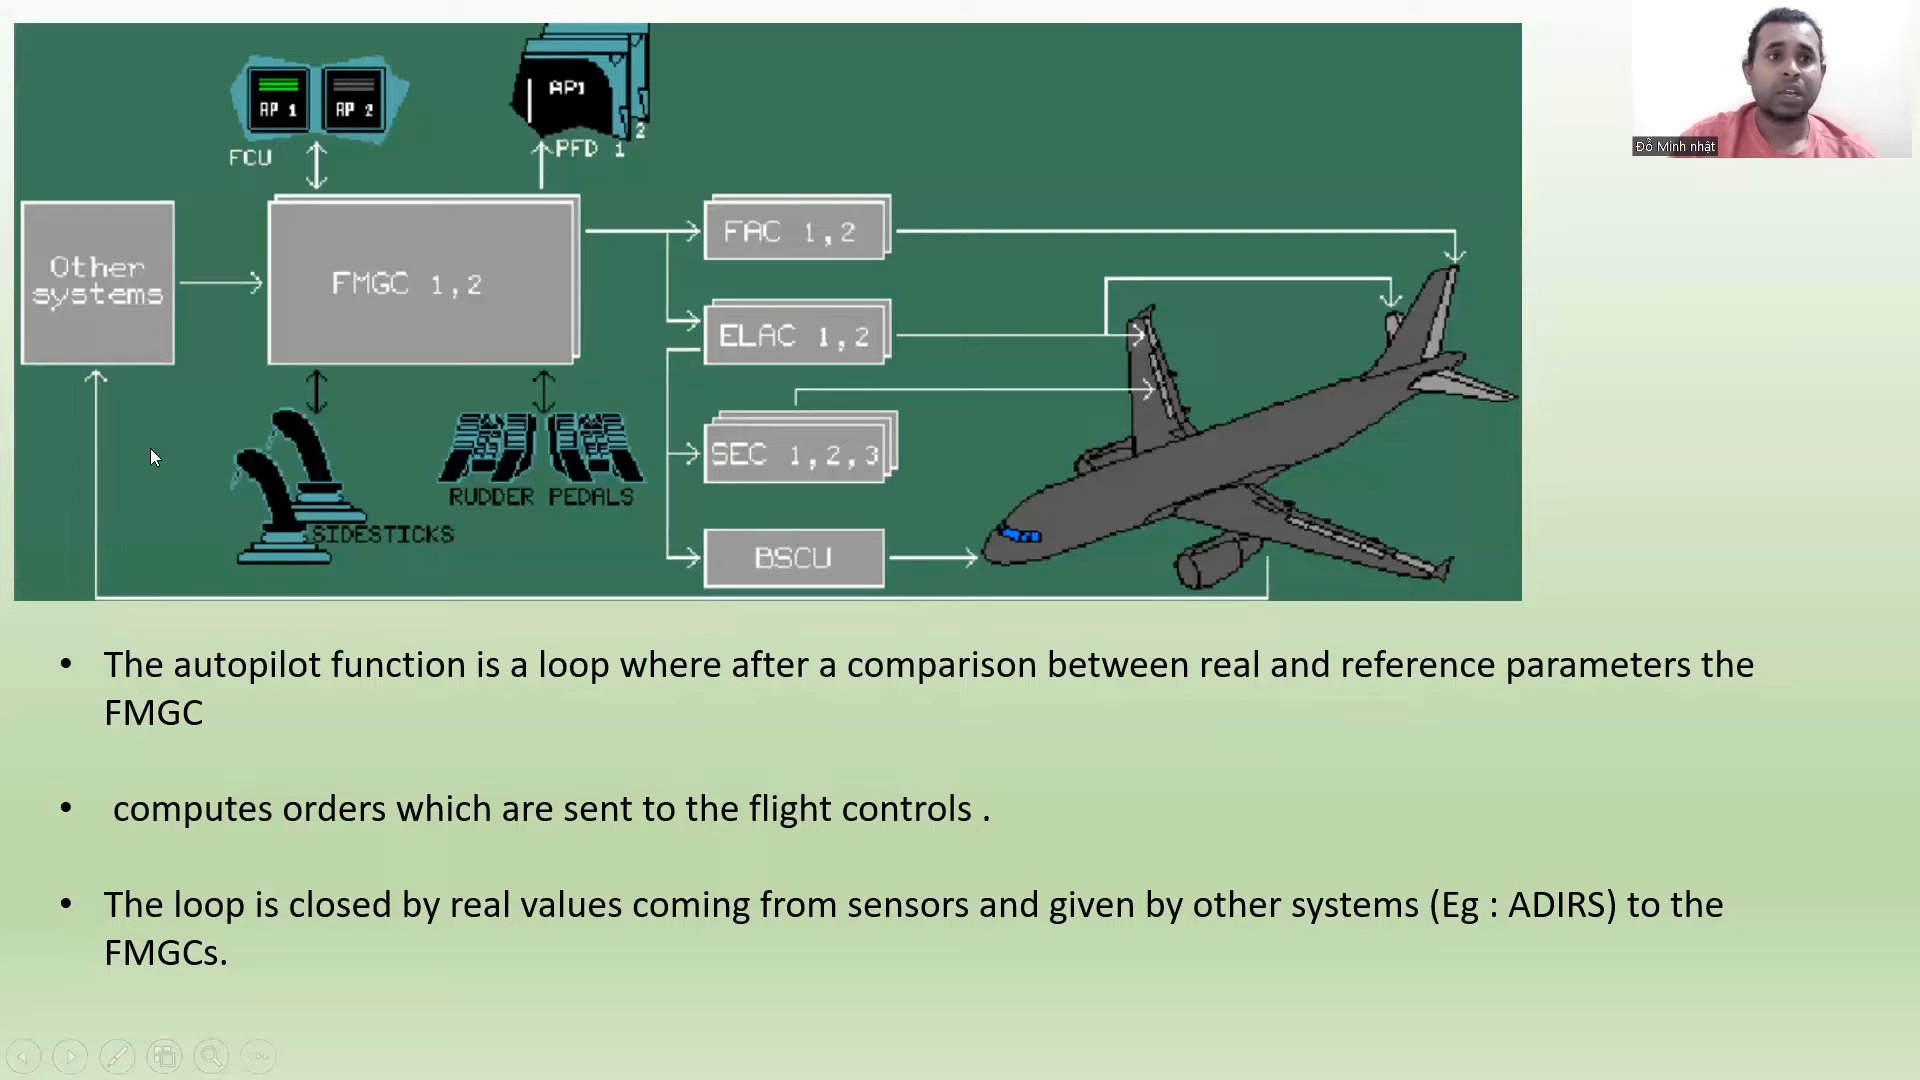 AP 1
AP 2
AP1
FCU
PFD 1
2
Đỗ Minh nhật
Other
systems
FMGC 1,2
FAC 1,2
ELAC 1,2
SEC 1,2,3
BSCU
RUDDER PEDALS
SIDESTICKS
• The autopilot function is a loop where after a comparison between real and reference parameters the
FMGC
• computes orders which are sent to the flight controls .
• The loop is closed by real values coming from sensors and given by other systems (Eg : ADIRS) to the
FMGCs.